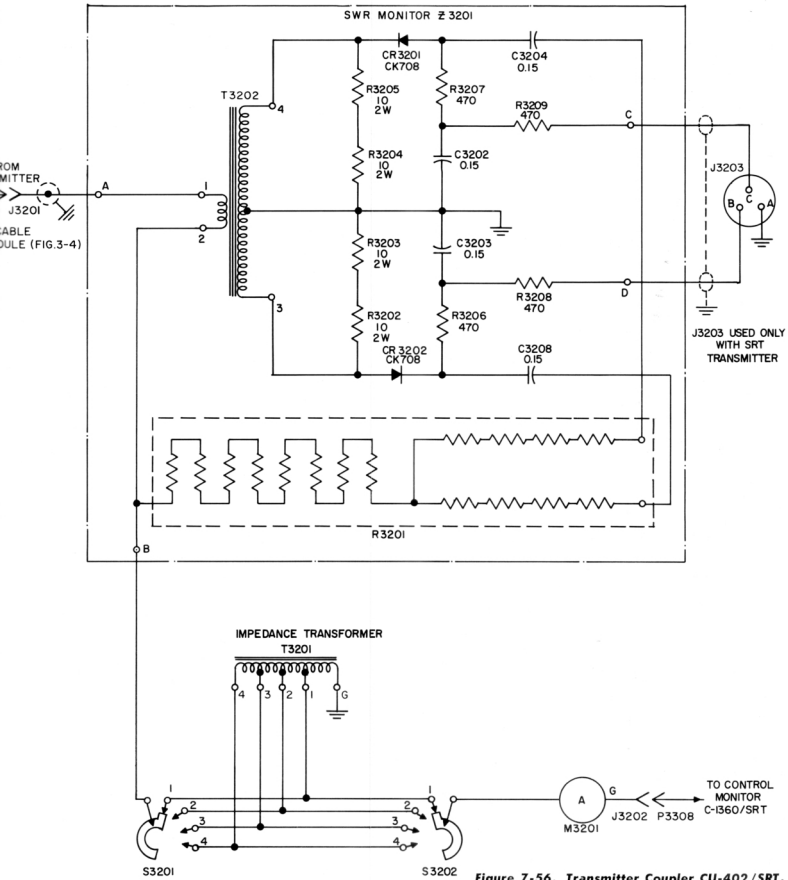 SWR MONITOR Z 3201
CR3201
CK708
C3204
0.15
T3202
4
R3205
10
2W
R3207
470
R3209
470
C
R3204
10
2W
C3202
0.15
J3203
C
B
A
ROM
MITTER
A
1
J3201
2
CABLE
DULE (FIG.3-4)
R3203
10
2W
C3203
0.15
R3208
470
D
3
R3202
10
2W
R3206
470
CR3202
CK708
C3208
0.15
J3203 USED ONLY
WITH SRT
TRANSMITTER
R3201
B
IMPEDANCE TRANSFORMER
T3201
4 3 2 1 G
1 1
2 2
3 3
4 4
S3201
S3202
A
M3201
G
J3202 P3308
TO CONTROL
MONITOR
C-1360/SRT
Figure 7-56. Transmitter Coupler CU-402/SRT,